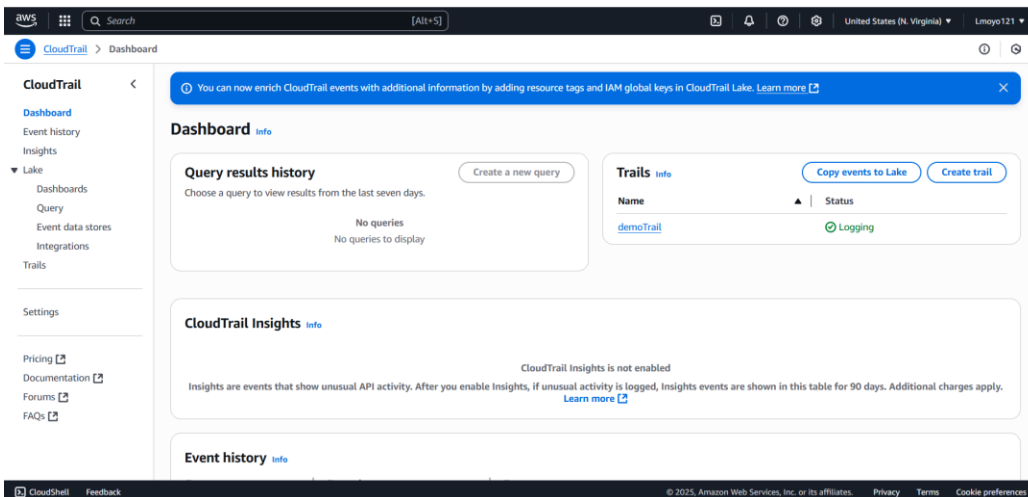 aws
Search [Alt+S]
United States (N. Virginia) ▼ Lmoyo121 ▼
CloudTrail > Dashboard
CloudTrail
Dashboard
Event history
Insights
Lake
Dashboards
Query
Event data stores
Integrations
Trails
Settings
Pricing
Documentation
Forums
FAQs
You can now enrich CloudTrail events with additional information by adding resource tags and IAM global keys in CloudTrail Lake. Learn more
Dashboard Info
Query results history
Create a new query
Choose a query to view results from the last seven days.
No queries
No queries to display
Trails Info
Copy events to Lake
Create trail
Name Status
demoTrail Logging
CloudTrail Insights Info
CloudTrail Insights is not enabled
Insights are events that show unusual API activity. After you enable Insights, if unusual activity is logged, Insights events are shown in this table for 90 days. Additional charges apply.
Learn more
Event history Info
CloudShell Feedback
© 2025, Amazon Web Services, Inc. or its affiliates. Privacy Terms Cookie preferences